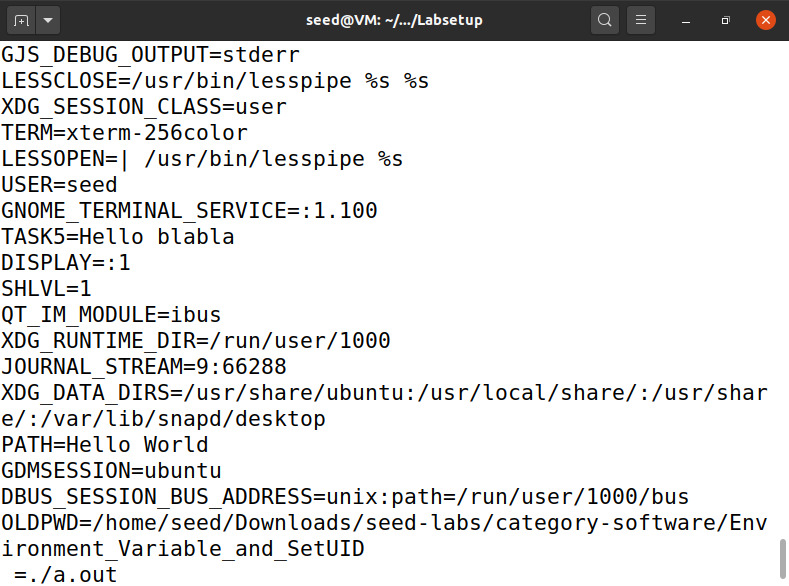 seed@VM: ~/.../Labsetup
GJS_DEBUG_OUTPUT=stderr
LESSCLOSE=/usr/bin/lesspipe %s %s
XDG_SESSION_CLASS=user
TERM=xterm-256color
LESSOPEN=| /usr/bin/lesspipe %s
USER=seed
GNOME_TERMINAL_SERVICE=:1.100
TASK5=Hello blabla
DISPLAY=:1
SHLVL=1
QT_IM_MODULE=ibus
XDG_RUNTIME_DIR=/run/user/1000
JOURNAL_STREAM=9:66288
XDG_DATA_DIRS=/usr/share/ubuntu:/usr/local/share/:/usr/shar
e/:/var/lib/snapd/desktop
PATH=Hello World
GDMSESSION=ubuntu
DBUS_SESSION_BUS_ADDRESS=unix:path=/run/user/1000/bus
OLDPWD=/home/seed/Downloads/seed-labs/category-software/Env
ironment_Variable_and_SetUID
 =./a.out